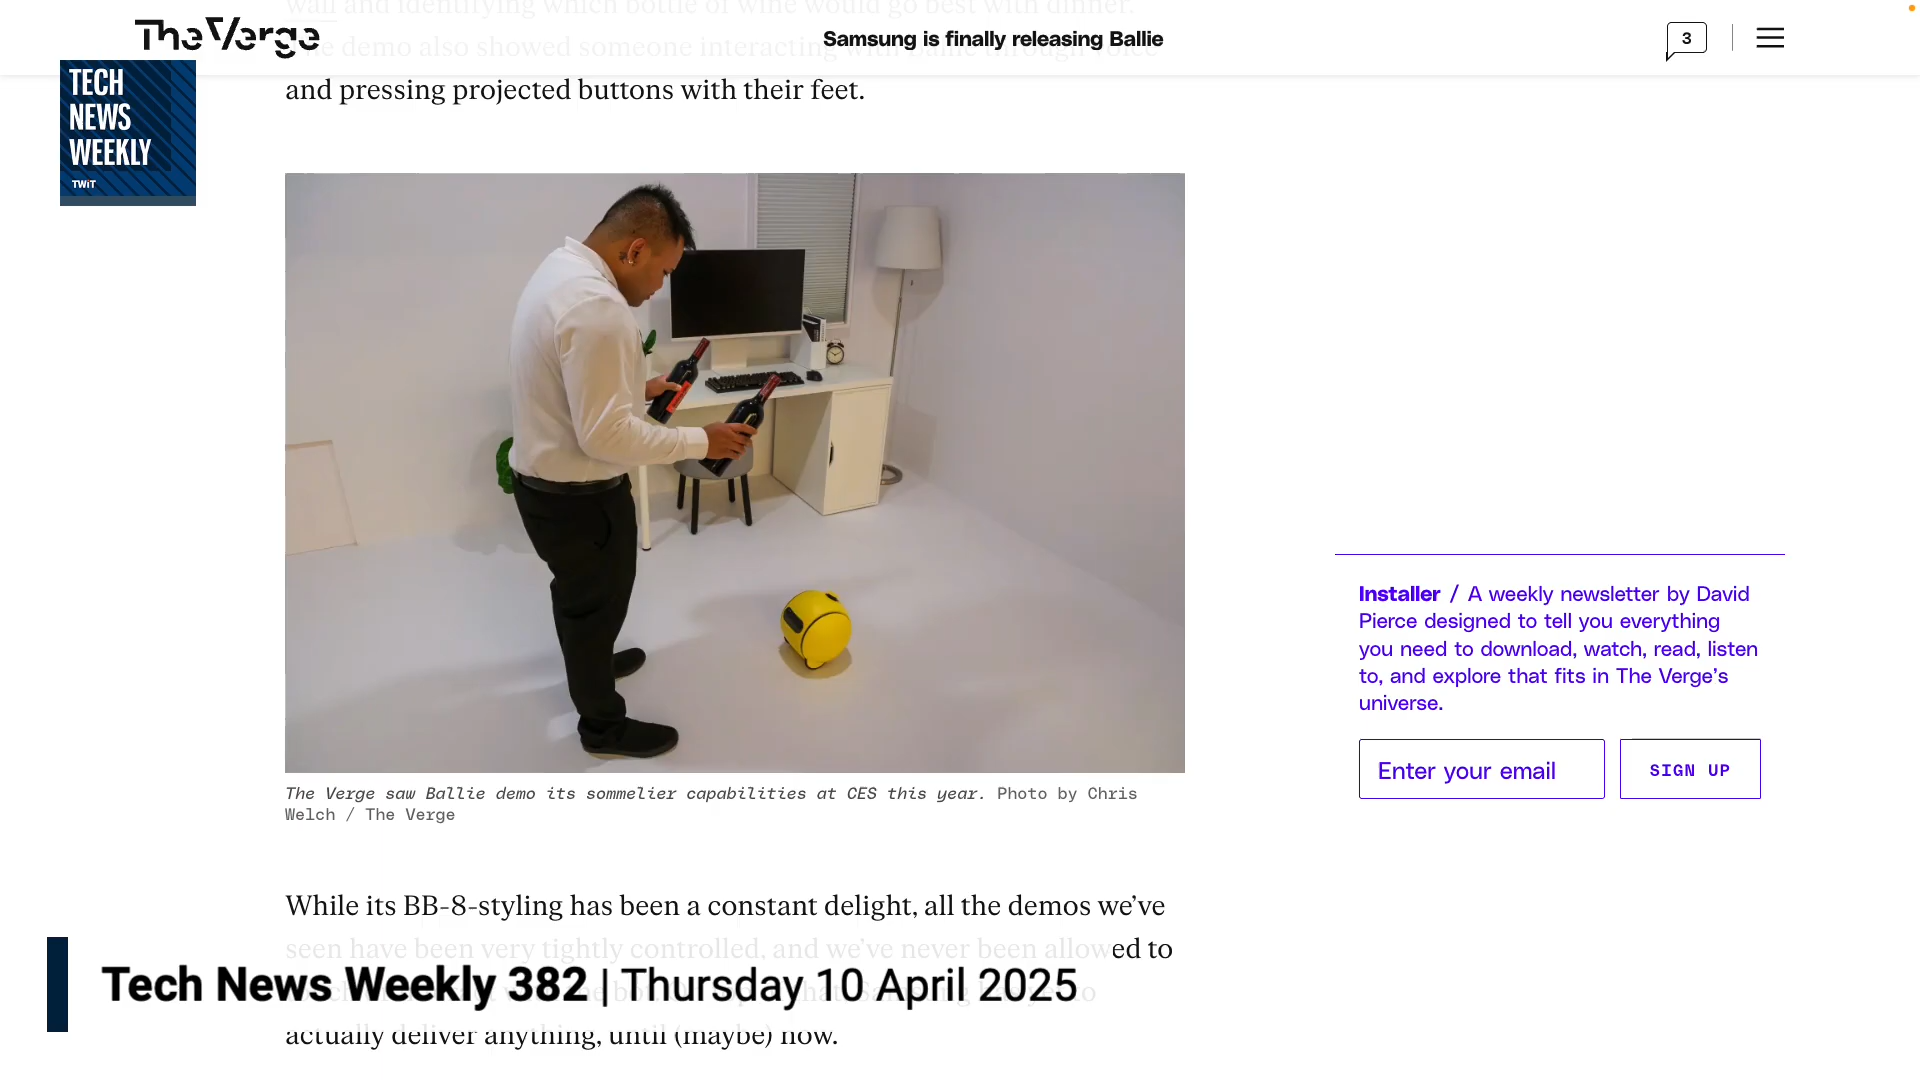 wall and identifying which bottle of wine would go best with dinner.
The Verge
Samsung is finally releasing Ballie
3
demo also showed someone interacting
TECH
NEWS
WEEKLY
TWiT
and pressing projected buttons with their feet.
The Verge saw Ballie demo its sommelier capabilities at CES this year. Photo by Chris
Welch / The Verge
Installer / A weekly newsletter by David
Pierce designed to tell you everything
you need to download, watch, read, listen
to, and explore that fits in The Verge’s
universe.
Enter your email
SIGN UP
While its BB-8-styling has been a constant delight, all the demos we’ve
seen have been very tightly controlled, and we’ve never been allowed to
Tech News Weekly 382 | Thursday 10 April 2025
actually deliver anything, until (maybe) now.